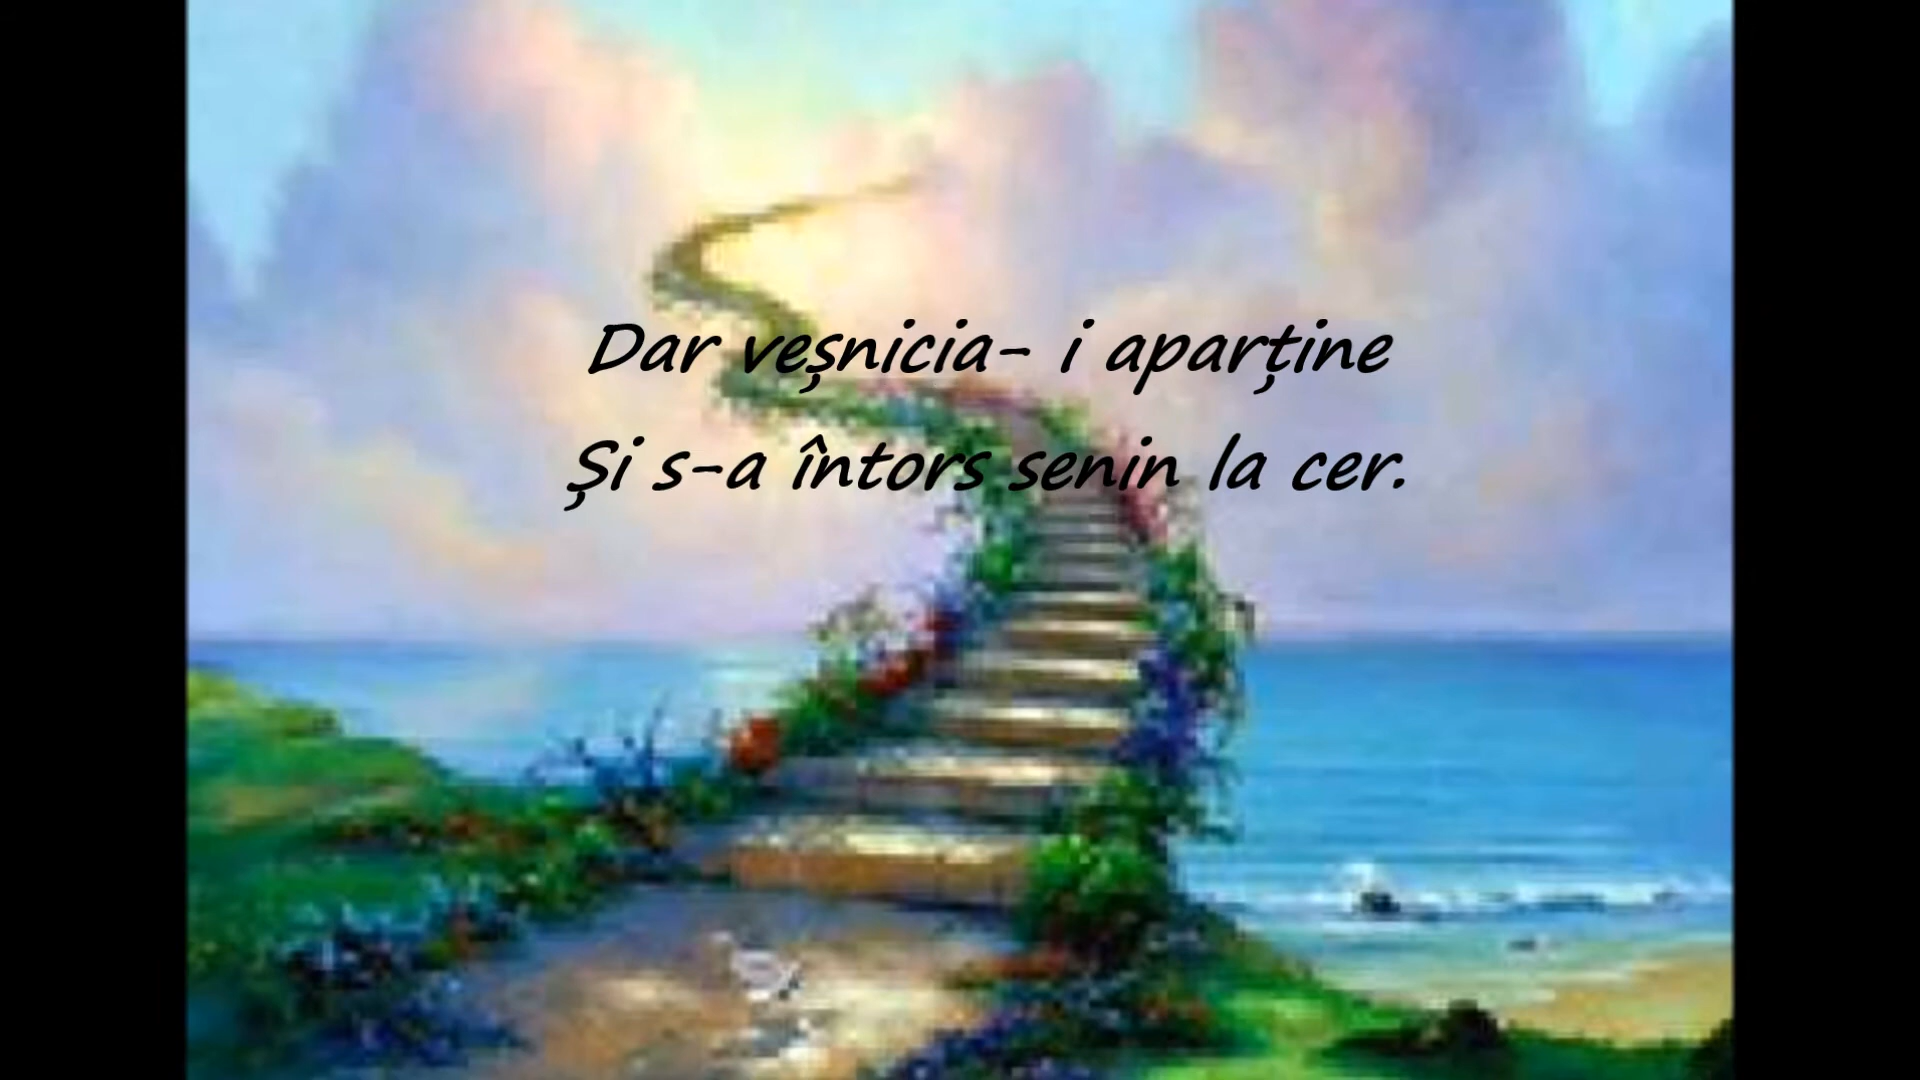 Dar veșnicia- i aparține
Și s-a întors senin la cer.